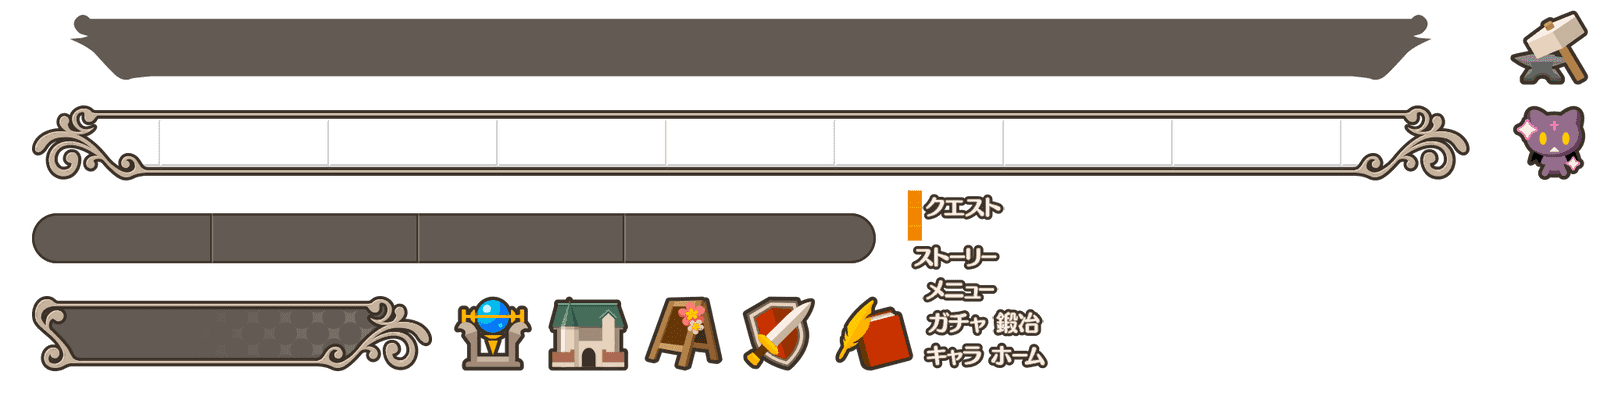 クエスト
ストーリー
メニュー
ガチャ 鍛冶
キャラ ホーム